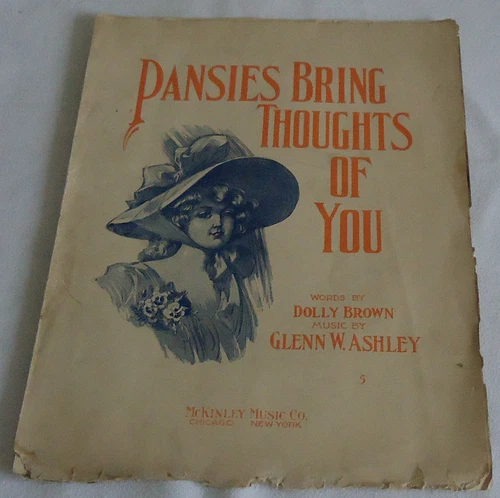 PANSIES BRING
THOUGHTS
OF
YOU
WORDS BY
DOLLY BROWN
MUSIC BY
GLENN W. ASHLEY
5
MCKINLEY MUSIC CO.
CHICAGO NEW YORK